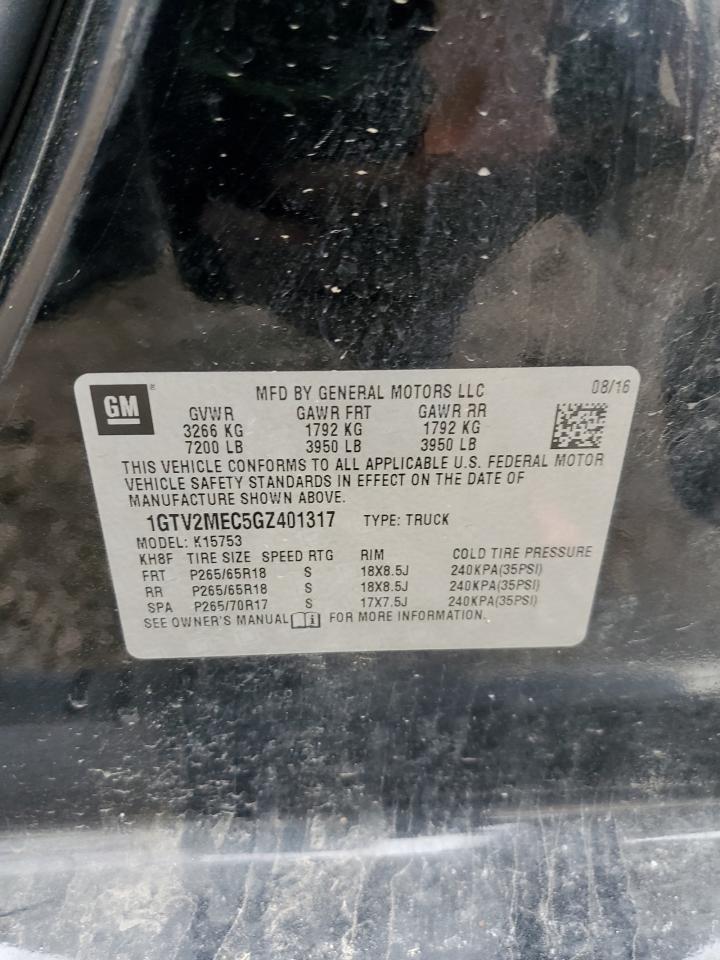 GM ®
MFD BY GENERAL MOTORS LLC 08/16
GVWR GAWR FRT GAWR RR
3266 KG 1792 KG 1792 KG
7200 LB 3950 LB 3950 LB
THIS VEHICLE CONFORMS TO ALL APPLICABLE U.S. FEDERAL MOTOR
VEHICLE SAFETY STANDARDS IN EFFECT ON THE DATE OF
MANUFACTURE SHOWN ABOVE.
1GTV2MEC5GZ401317 TYPE: TRUCK
MODEL: K15753
KH8F TIRE SIZE SPEED RTG RIM COLD TIRE PRESSURE
FRT P265/65R18 S 18X8.5J 240KPA(35PSI)
RR P265/65R18 S 18X8.5J 240KPA(35PSI)
SPA P265/70R17 S 17X7.5J 240KPA(35PSI)
SEE OWNER'S MANUAL i FOR MORE INFORMATION.